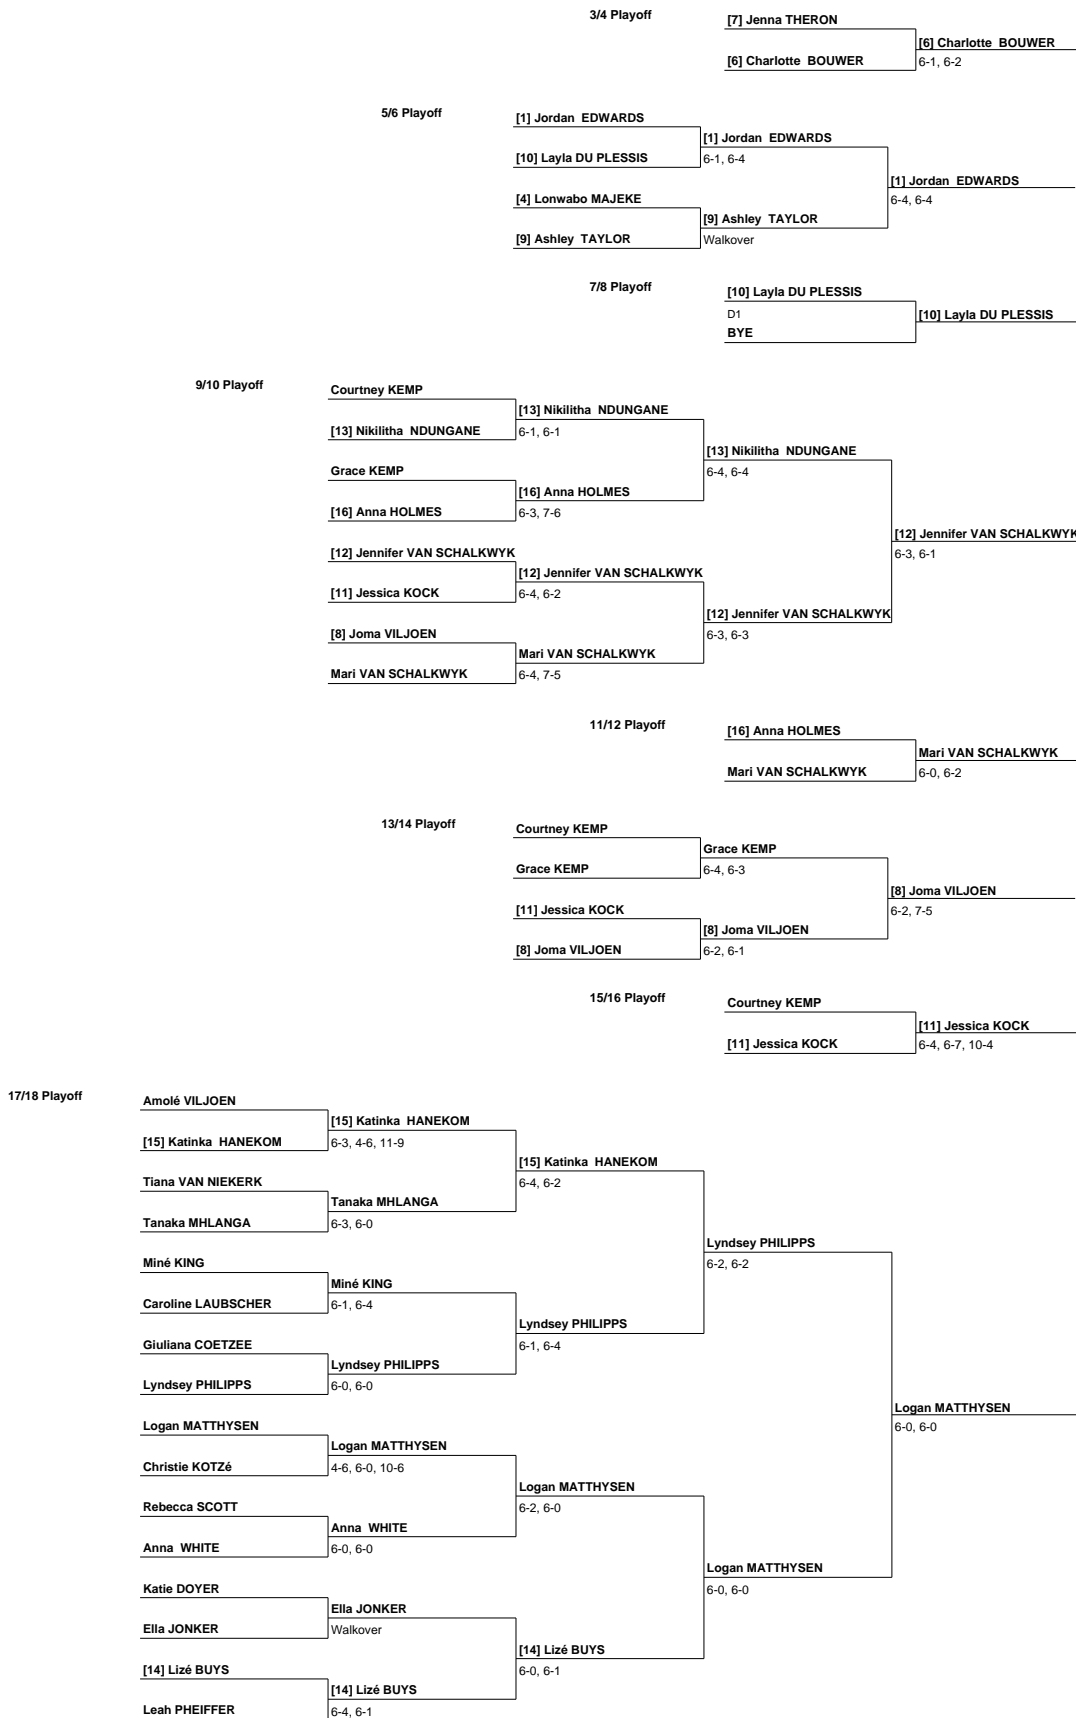 3/4 Playoff
[7] Jenna THERON
[6] Charlotte BOUWER
[6] Charlotte BOUWER
6-1, 6-2
5/6 Playoff
[1] Jordan EDWARDS
[1] Jordan EDWARDS
[10] Layla DU PLESSIS
6-1, 6-4
[1] Jordan EDWARDS
[4] Lonwabo MAJEKE
6-4, 6-4
[9] Ashley TAYLOR
[9] Ashley TAYLOR
Walkover
7/8 Playoff
[10] Layla DU PLESSIS
D1
[10] Layla DU PLESSIS
BYE
9/10 Playoff
Courtney KEMP
[13] Nikilitha NDUNGANE
[13] Nikilitha NDUNGANE
6-1, 6-1
[13] Nikilitha NDUNGANE
Grace KEMP
6-4, 6-4
[16] Anna HOLMES
[16] Anna HOLMES
6-3, 7-6
[12] Jennifer VAN SCHALKWYK
6-3, 6-1
[12] Jennifer VAN SCHALKWYK
[12] Jennifer VAN SCHALKWYK
[11] Jessica KOCK
6-4, 6-2
[12] Jennifer VAN SCHALKWYK
[8] Joma VILJOEN
6-3, 6-3
Mari VAN SCHALKWYK
Mari VAN SCHALKWYK
6-4, 7-5
11/12 Playoff
[16] Anna HOLMES
Mari VAN SCHALKWYK
Mari VAN SCHALKWYK
6-0, 6-2
13/14 Playoff
Courtney KEMP
Grace KEMP
Grace KEMP
6-4, 6-3
[8] Joma VILJOEN
[11] Jessica KOCK
6-2, 7-5
[8] Joma VILJOEN
[8] Joma VILJOEN
6-2, 6-1
15/16 Playoff
Courtney KEMP
[11] Jessica KOCK
[11] Jessica KOCK
6-4, 6-7, 10-4
17/18 Playoff
Amolé VILJOEN
[15] Katinka HANEKOM
[15] Katinka HANEKOM
6-3, 4-6, 11-9
[15] Katinka HANEKOM
Tiana VAN NIEKERK
6-4, 6-2
Tanaka MHLANGA
Tanaka MHLANGA
6-3, 6-0
Lyndsey PHILIPPS
Miné KING
6-2, 6-2
Miné KING
Caroline LAUBSCHER
6-1, 6-4
Lyndsey PHILIPPS
Giuliana COETZEE
6-1, 6-4
Lyndsey PHILIPPS
Lyndsey PHILIPPS
6-0, 6-0
Logan MATTHYSEN
Logan MATTHYSEN
6-0, 6-0
Logan MATTHYSEN
Christie KOTZé
4-6, 6-0, 10-6
Logan MATTHYSEN
Rebecca SCOTT
6-2, 6-0
Anna WHITE
Anna WHITE
6-0, 6-0
Logan MATTHYSEN
Katie DOYER
6-0, 6-0
Ella JONKER
Ella JONKER
Walkover
[14] Lizé BUYS
[14] Lizé BUYS
6-0, 6-1
[14] Lizé BUYS
Leah PHEIFFER
6-4, 6-1